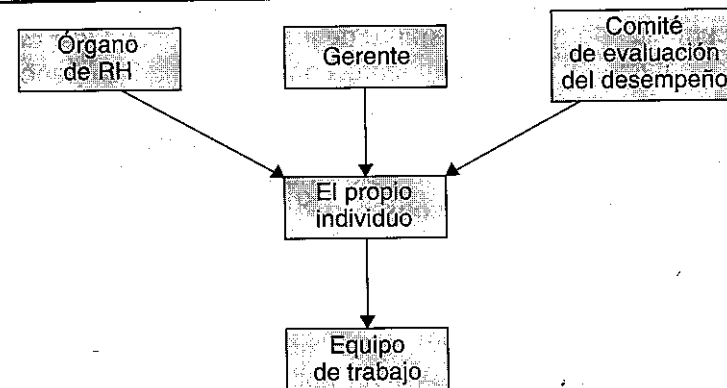 Órgano
de RH
Gerente
Comité
de evaluación
del desempeño
El propio
individuo
Equipo
de trabajo